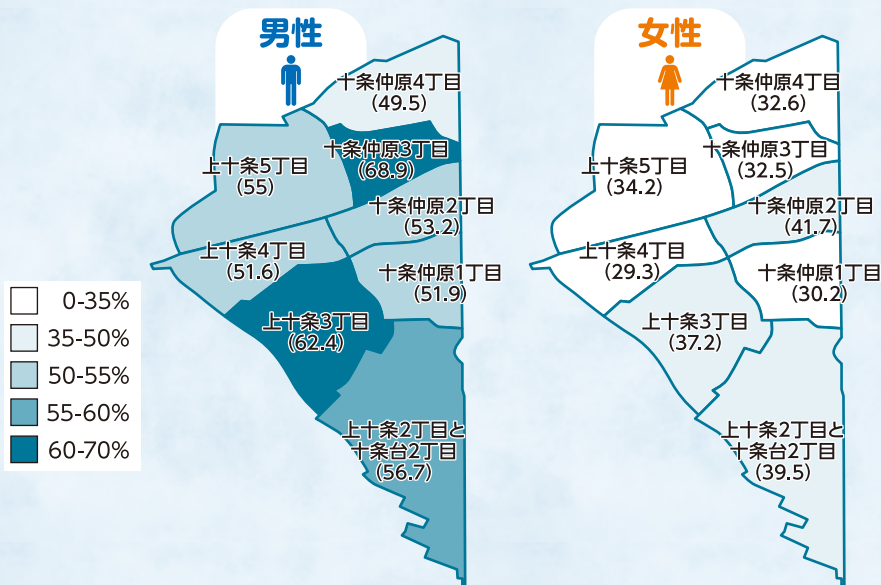 男性
十条仲原4丁目
(49.5)
十条仲原3丁目
(68.9)
上十条5丁目
(55)
十条仲原2丁目
(53.2)
上十条4丁目
(51.6)
十条仲原1丁目
(51.9)
上十条3丁目
(62.4)
上十条2丁目と
十条台2丁目
(56.7)
女性
十条仲原4丁目
(32.6)
十条仲原3丁目
(32.5)
上十条5丁目
(34.2)
十条仲原2丁目
(41.7)
上十条4丁目
(29.3)
十条仲原1丁目
(30.2)
上十条3丁目
(37.2)
上十条2丁目と
十条台2丁目
(39.5)
0-35%
35-50%
50-55%
55-60%
60-70%